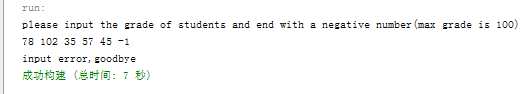 run:
please input the grade of students and end with a negative number(max grade is 100)
78 102 35 57 45 -1
input error,goodbye
成功构建 (总时间: 7 秒)